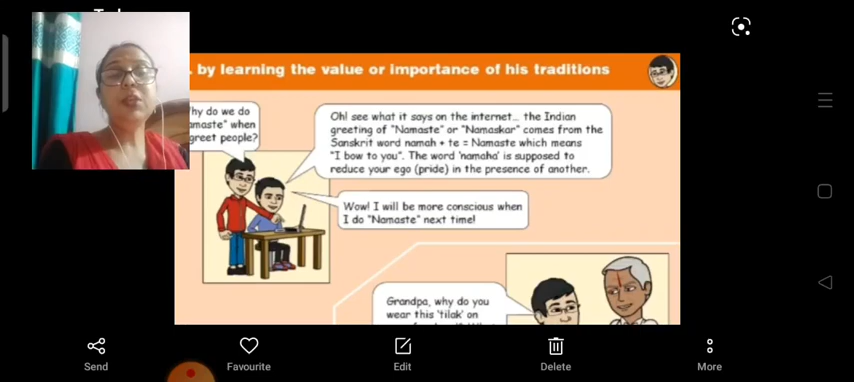 . by learning the value or importance of his traditions
hy do we do
amaste" when
greet people?
Oh! see what it says on the internet... the Indian
greeting of "Namaste" or "Namaskar" comes from the
Sanskrit word namah + te = Namaste which means
"I bow to you". The word 'namaha' is supposed to
reduce your ego (pride) in the presence of another.
Wow! I will be more conscious when
I do "Namaste" next time!
Grandpa, why do you
wear this 'tilak' on
Send
Favourite
Edit
Delete
More